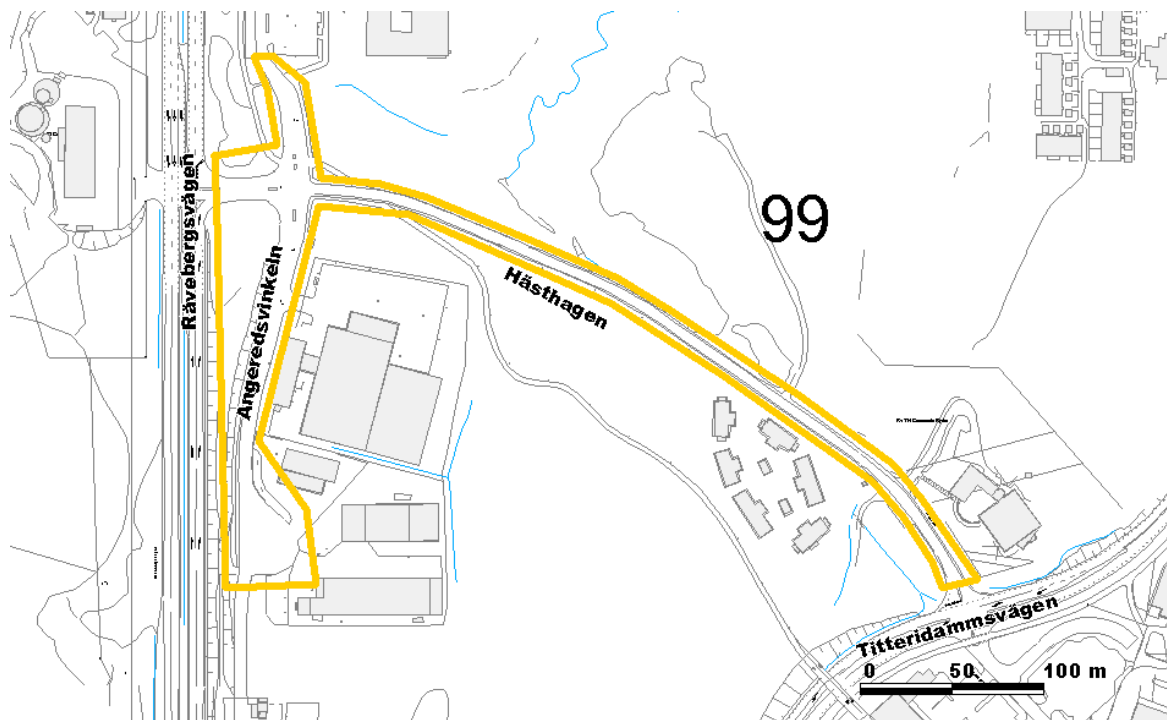 Rävebergsvägen
99
Angeredsvinkeln
Hästhagen
Titteridammsvägen
0 50 100 m